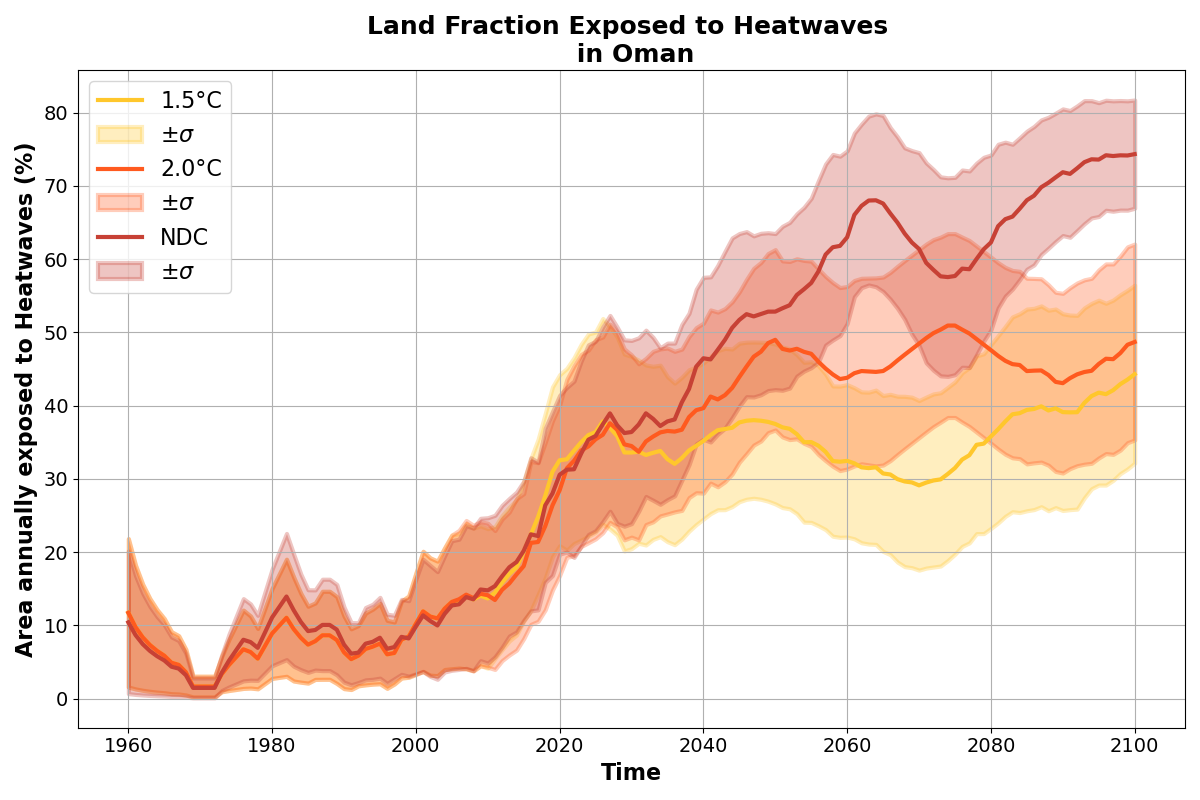 Land Fraction Exposed to Heatwaves
in Oman
Area annually exposed to Heatwaves (%)
1.5°C
±σ
2.0°C
±σ
NDC
±σ
80
70
60
50
40
30
20
10
0
1960 1980 2000 2020 2040 2060 2080 2100
Time